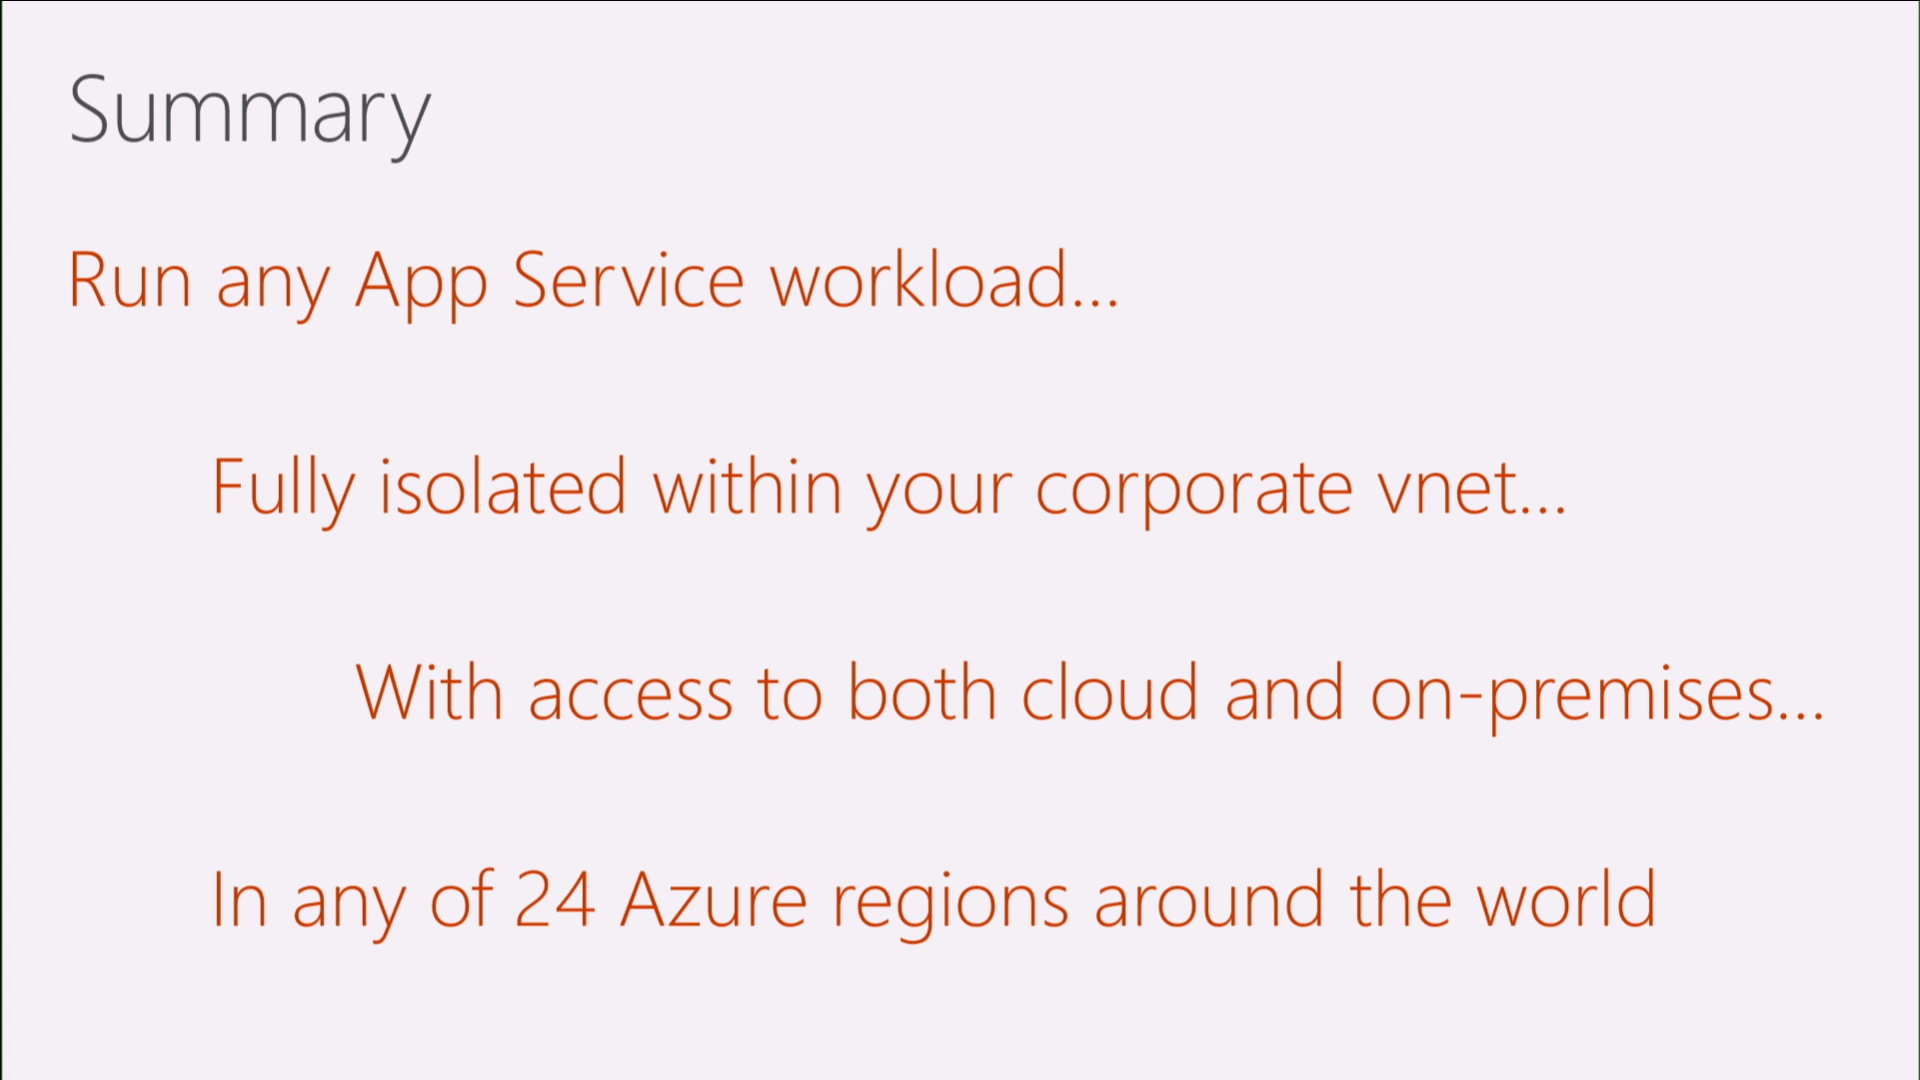 Summary
Run any App Service workload...
Fully isolated within your corporate vnet...
With access to both cloud and on-premises...
In any of 24 Azure regions around the world